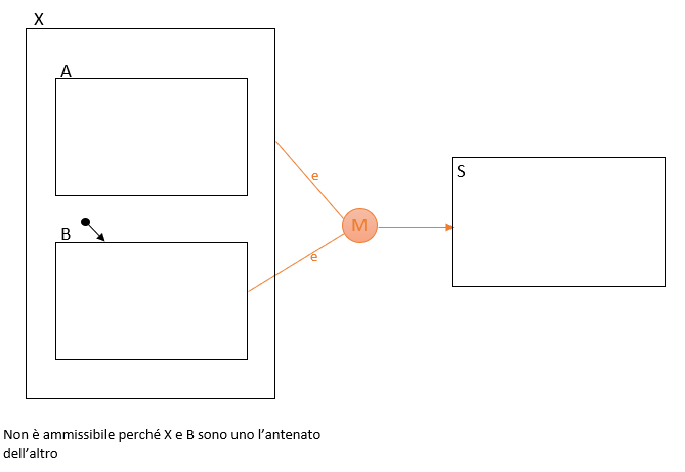 X
A
e
S
M
B
e
Non è ammissibile perché X e B sono uno l'antenato
dell'altro